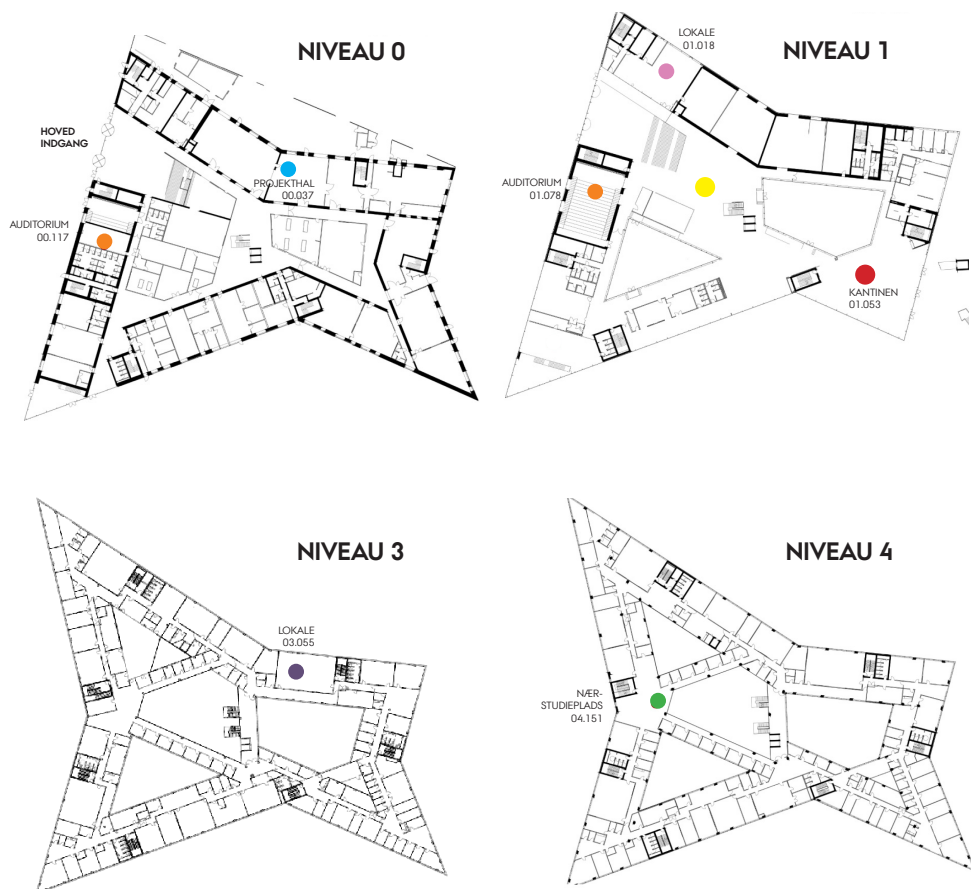 NIVEAU 0
HOVED
INDGANG
PROJEKTHAL
00.037
AUDITORIUM
00.117
NIVEAU 1
LOKALE
01.018
AUDITORIUM
01.078
KANTINEN
01.053
NIVEAU 3
LOKALE
03.055
NIVEAU 4
NÆR-
STUDIEPLADS
04.151